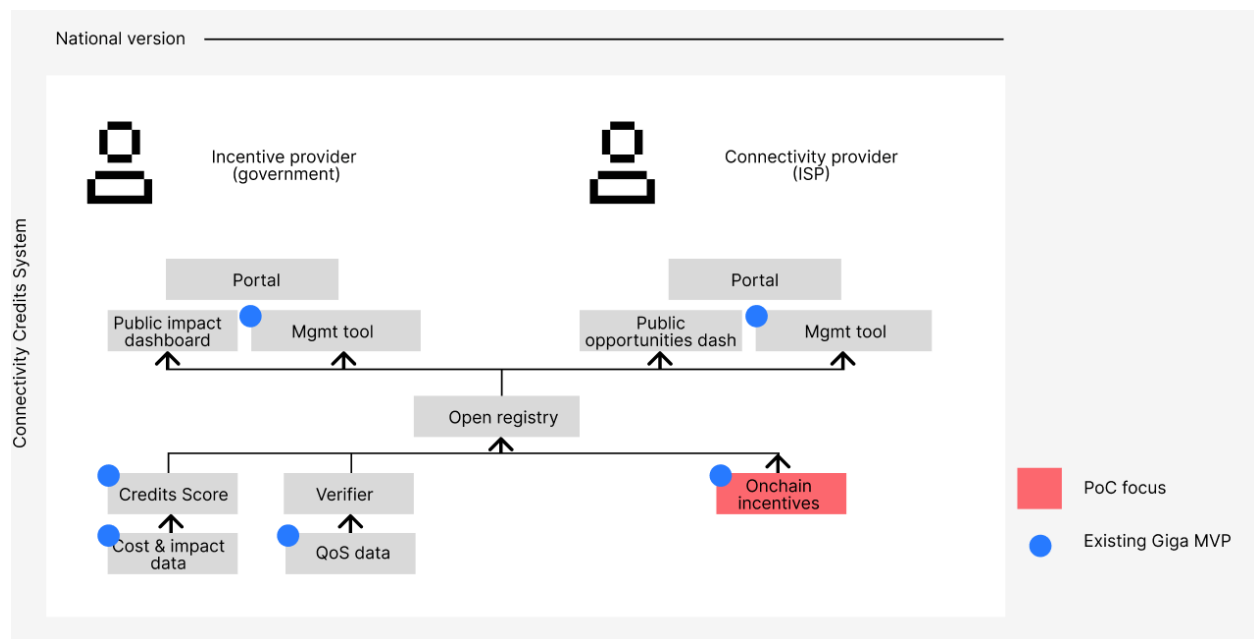 National version
Connectivity Credits System
Incentive provider
(government)
Connectivity provider
(ISP)
Portal
Portal
Public impact
dashboard
Mgmt tool
Public
opportunities dash
Mgmt tool
Open registry
Credits Score
Verifier
Onchain
incentives
Cost & impact
data
QoS data
PoC focus
Existing Giga MVP